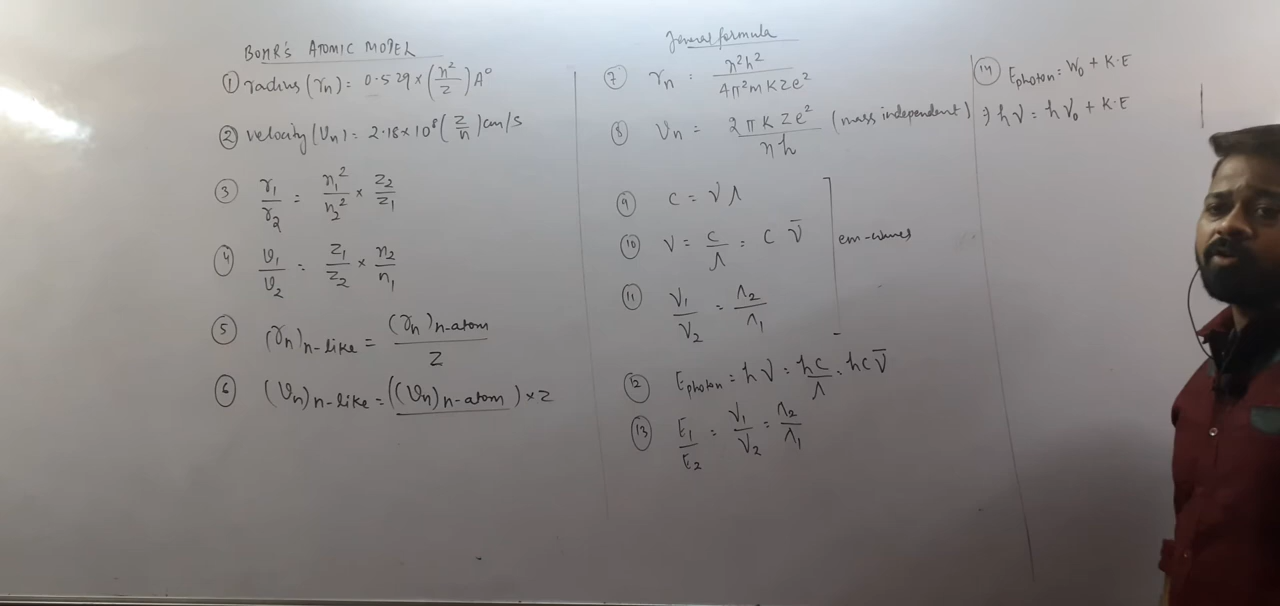 BOHR'S ATOMIC MODEL
① radius (rₙ) = 0.529 × (n²/Z) A°
② velocity (Vₙ) = 2.18 × 10⁸ (Z/n) cm/s
③ r₁/r₂ = n₁²/n₂² × Z₂/Z₁
④ v₁/v₂ = Z₁/Z₂ × n₂/n₁
⑤ (rₙ)n-like = (rₙ)n-atom / Z
⑥ (vₙ)n-like = ((vₙ)n-atom) × Z
General formula
⑦ rₙ = n²h² / 4π²mKZe²
⑧ Vₙ = 2πKZe² / nh (mass independent)
⑨ c = νλ
⑩ ν = c/λ = c ν̄
⑪ ν₁/ν₂ = λ₂/λ₁
em-waves
⑫ Ephoton = hν = hc/λ = hcν̄
⑬ E₁/E₂ = ν₁/ν₂ = λ₂/λ₁
⑭ Ephoton = W₀ + K.E
⇒ hν = hν₀ + K.E